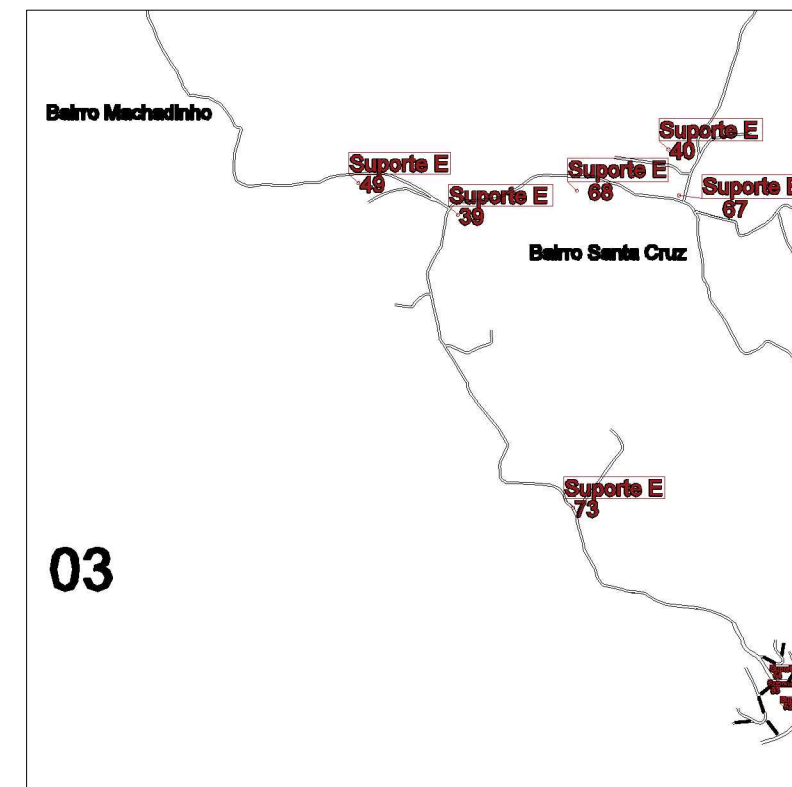 Bairro Machadinho
Suporte E
40
Suporte E
49
Suporte E
68
Suporte E
67
Suporte E
39
Bairro Santa Cruz
Suporte E
73
03